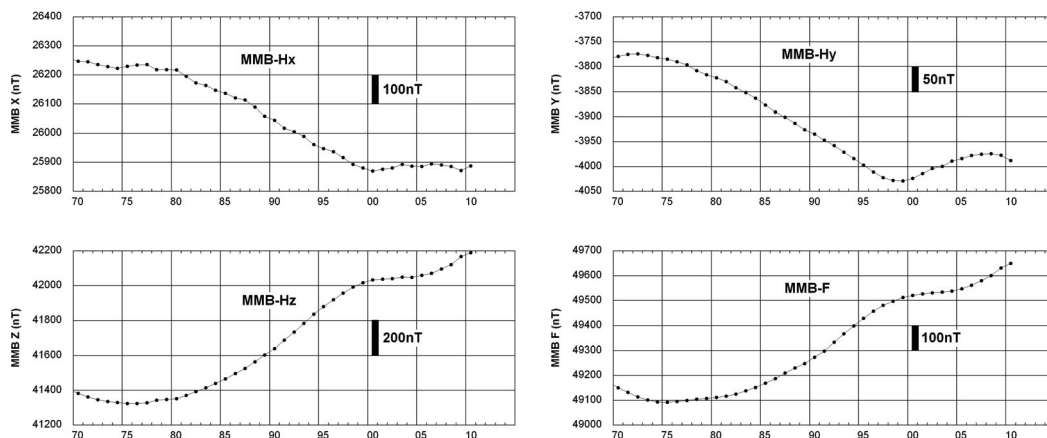 26400
26300
26200
26100
26000
25900
25800
MMB X (nT)
MMB-Hx
100nT
70 75 80 85 90 95 00 05 10
-3700
-3750
-3800
-3850
-3900
-3950
-4000
-4050
MMB Y (nT)
MMB-Hy
50nT
70 75 80 85 90 95 00 05 10
42200
42000
41800
41600
41400
41200
MMB Z (nT)
MMB-Hz
200nT
70 75 80 85 90 95 00 05 10
49700
49600
49500
49400
49300
49200
49100
49000
MMB F (nT)
MMB-F
100nT
70 75 80 85 90 95 00 05 10